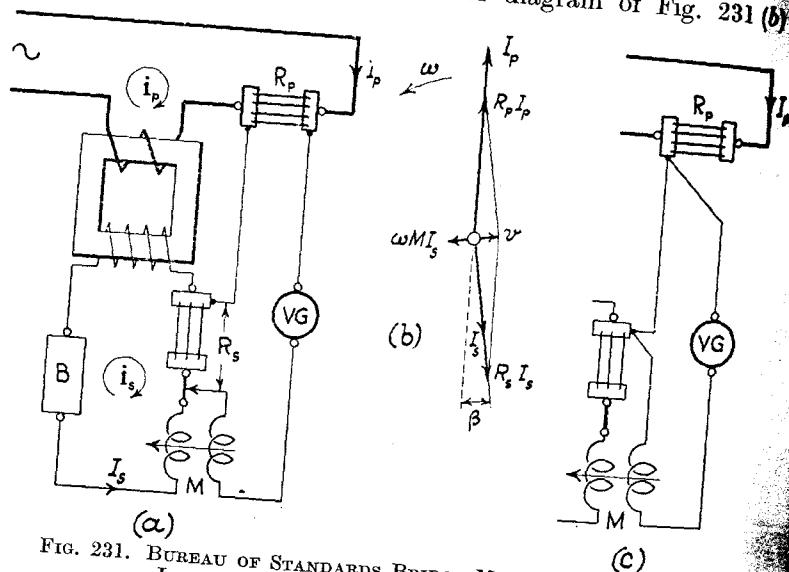 diagram of Fig. 231 (b)
∼
i_p
R_p
i_p
ω
I_p
R_p I_p
R_p
I_p
ωMI_s
v
VG
R_s
(b)
I_s
R_s I_s
VG
B
i_s
β
I_s
M
M
(a)
(c)
FIG. 231. BUREAU OF STANDARDS